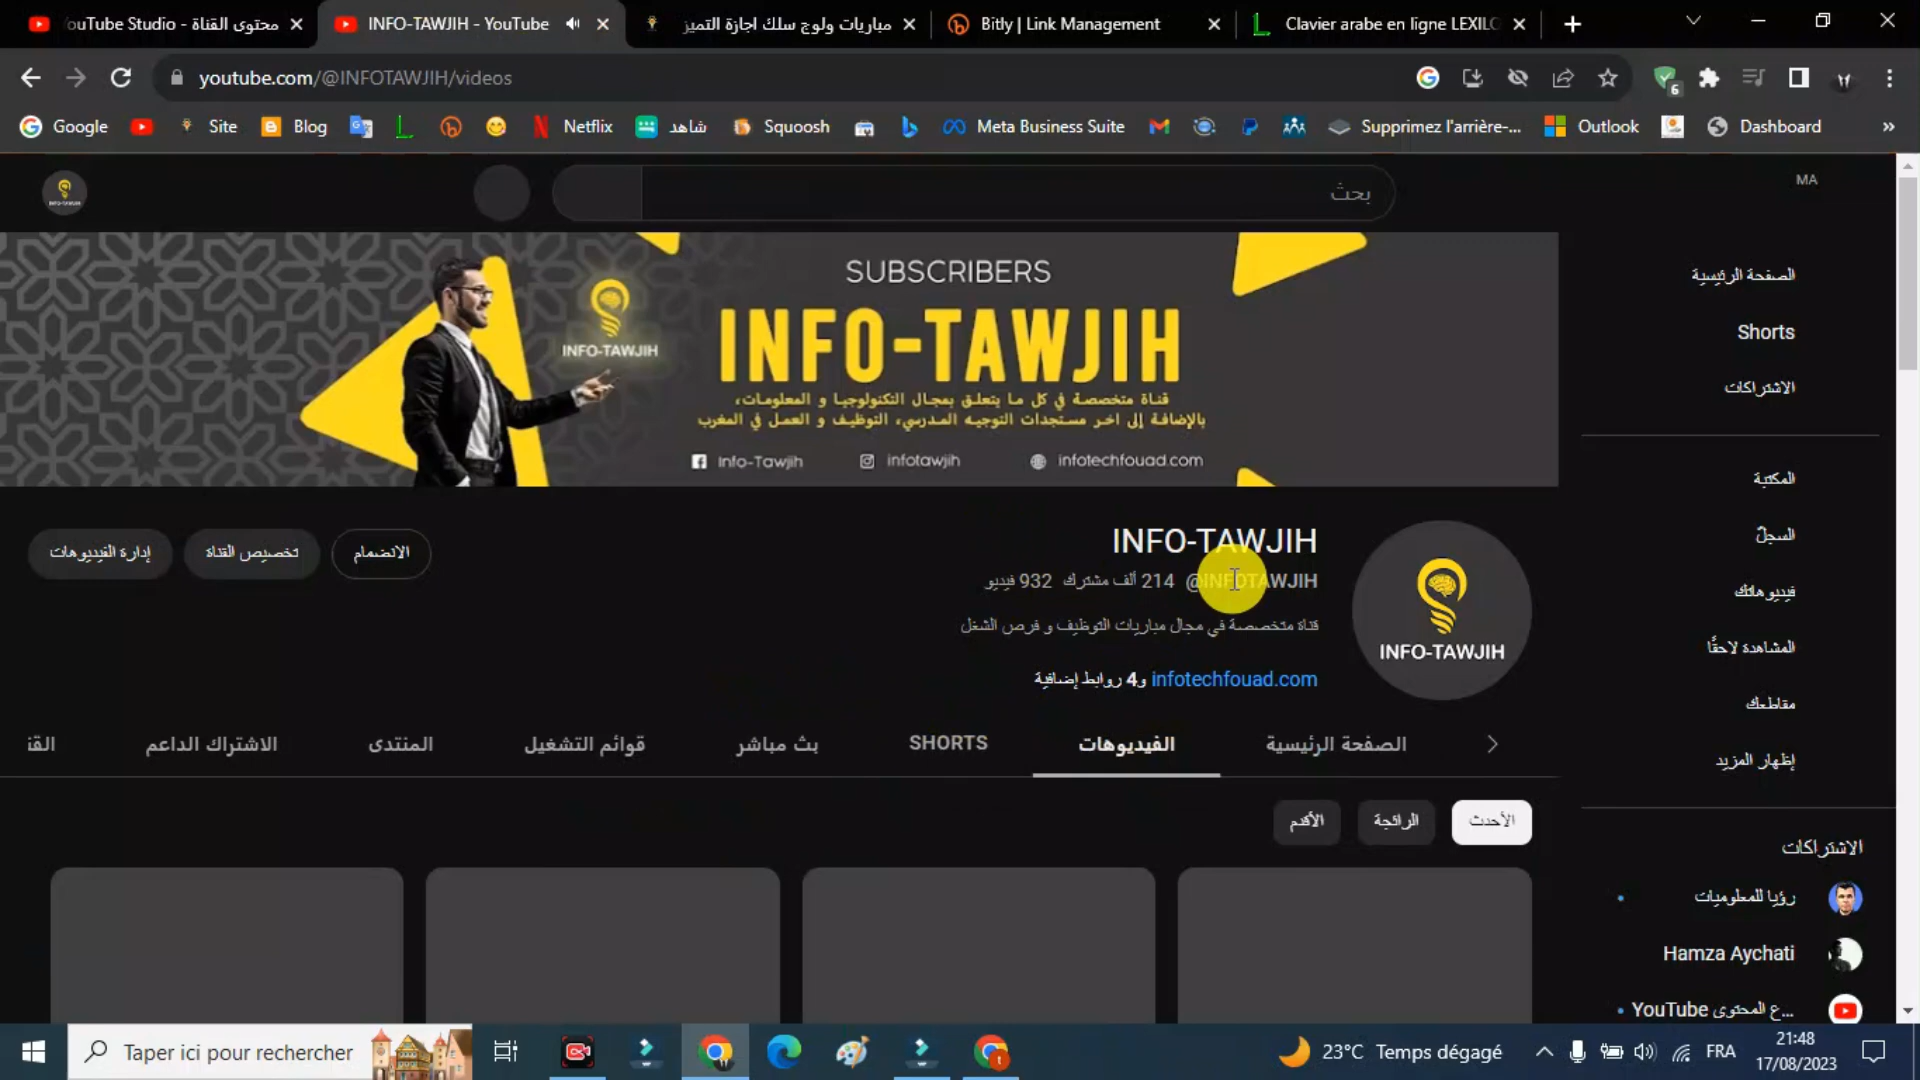 محتوى القناة - YouTube Studio
INFO-TAWJIH - YouTube
مباريات ولوج سلك اجازة التميز
Bitly | Link Management
Clavier arabe en ligne LEXILO
youtube.com/@INFOTAWJIH/videos
6
Google
Site
Blog
Netflix
شاهد
Squoosh
Meta Business Suite
Supprimez l'arrière-...
Outlook
Dashboard
»
INFO-TAWJIH
بحث
MA
SUBSCRIBERS
INFO-TAWJIH
INFO-TAWJIH
قناة متخصصة في كل ما يتعلق بمجال التكنولوجيا و المعلومات،
بالإضافة إلى اخر مستجدات التوجيه المدرسي، التوظيف و العمل في المغرب
Info-Tawjih
infotawjih
infotechfouad.com
الصفحة الرئيسية
Shorts
الاشتراكات
المكتبة
السجلّ
فيديوهاتك
المشاهدة لاحقًا
مقاطعك
إظهار المزيد
الاشتراكات
رؤيا للمعلوميات
Hamza Aychati
YouTube ع المحتوى...
INFO-TAWJIH
INFO-TAWJIH
@INFOTAWJIH 214 ألف مشترك 932 فيديو
قناة متخصصة في مجال مباريات التوظيف و فرص الشغل
infotechfouad.com و4 روابط إضافية
الانضمام
تخصيص القناة
إدارة الفيديوهات
الصفحة الرئيسية
الفيديوهات
SHORTS
بث مباشر
قوائم التشغيل
المنتدى
الاشتراك الداعم
القن
الأحدث
الرائجة
الأقدم
Taper ici pour rechercher
23°C Temps dégagé
FRA
21:48
17/08/2023